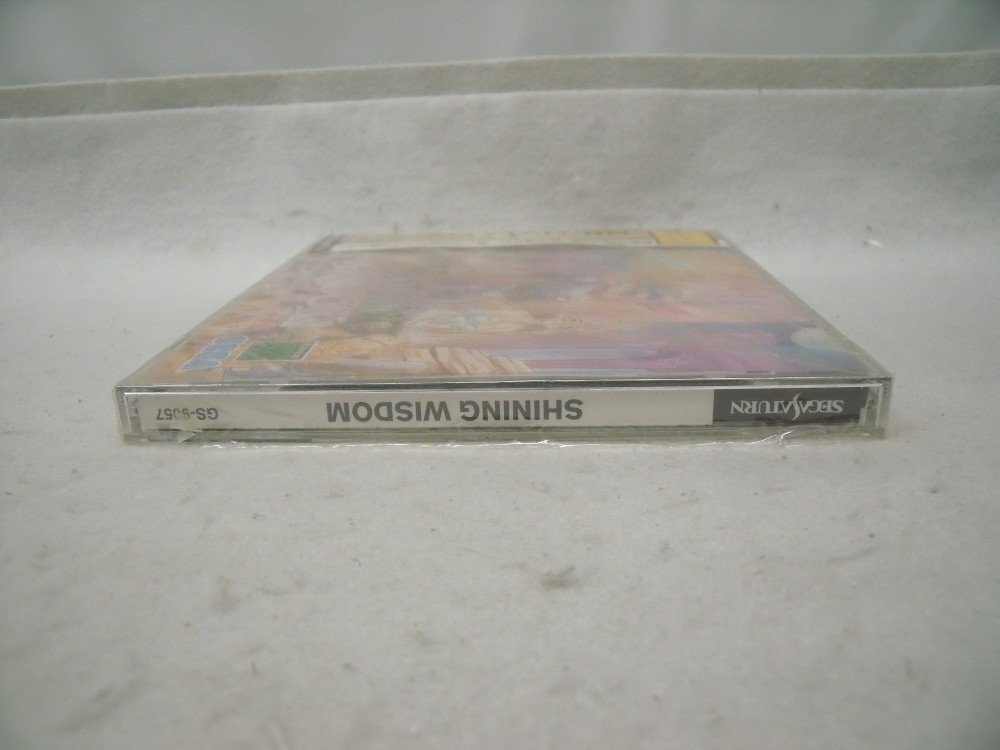 SEGA SATURN
SHINING WISDOM
GS-9057